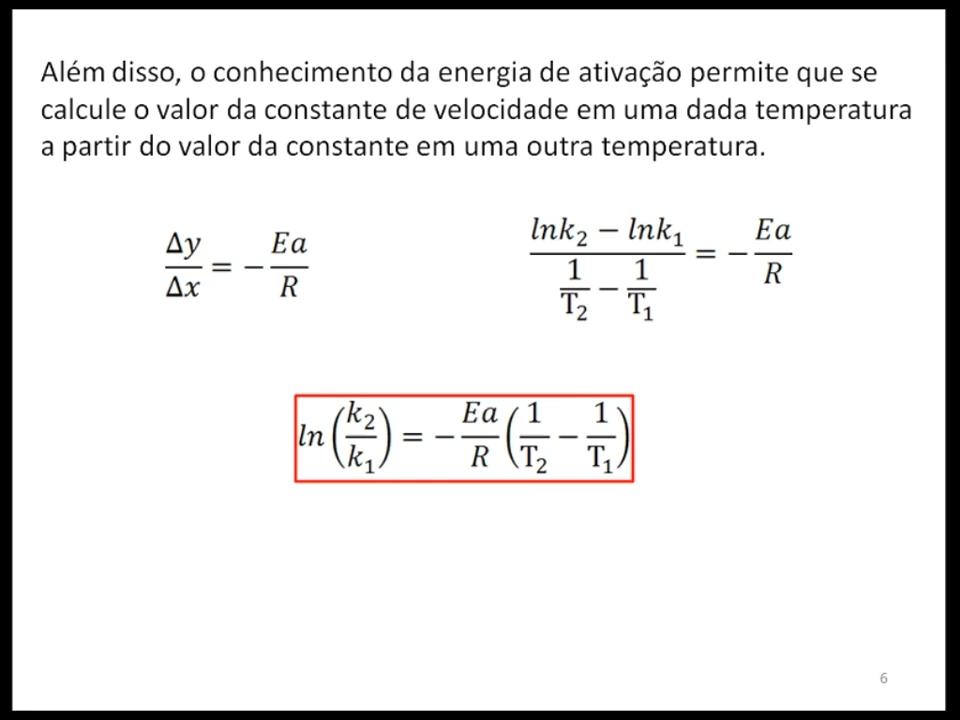 Além disso, o conhecimento da energia de ativação permite que se
calcule o valor da constante de velocidade em uma dada temperatura
a partir do valor da constante em uma outra temperatura.
Δy/Δx = −Ea/R
(lnk₂ − lnk₁)/(1/T₂ − 1/T₁) = −Ea/R
ln(k₂/k₁) = −Ea/R(1/T₂ − 1/T₁)
6